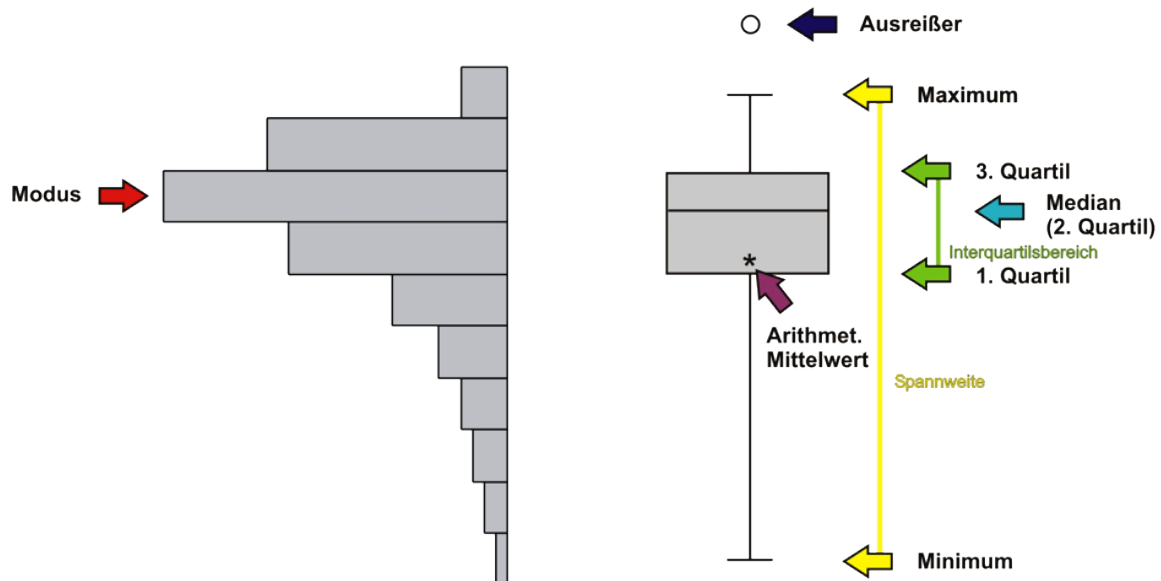 Ausreißer
Maximum
3. Quartil
Modus
Median
(2. Quartil)
Interquartilsbereich
1. Quartil
*
Arithmet.
Mittelwert
Spannweite
Minimum